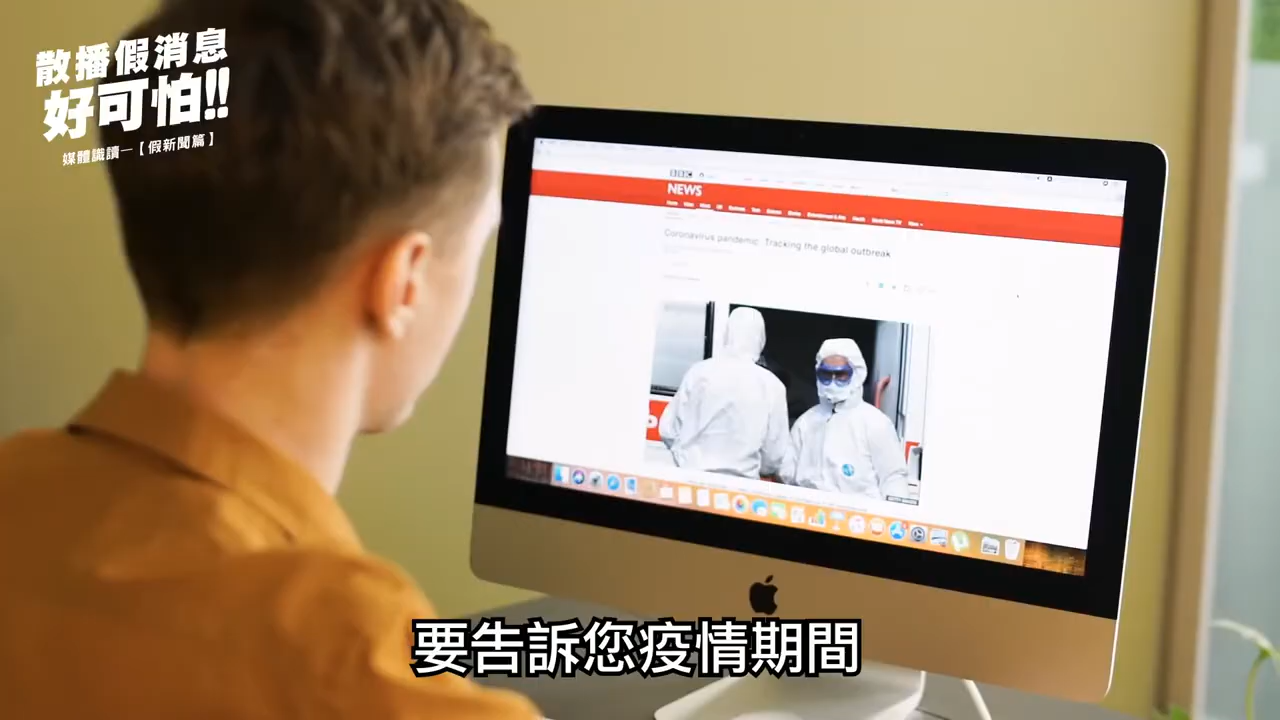 散播假消息
好可怕!!
媒體識讀—【假新聞篇】
BBC
NEWS
Coronavirus pandemic: Tracking the global outbreak
要告訴您疫情期間